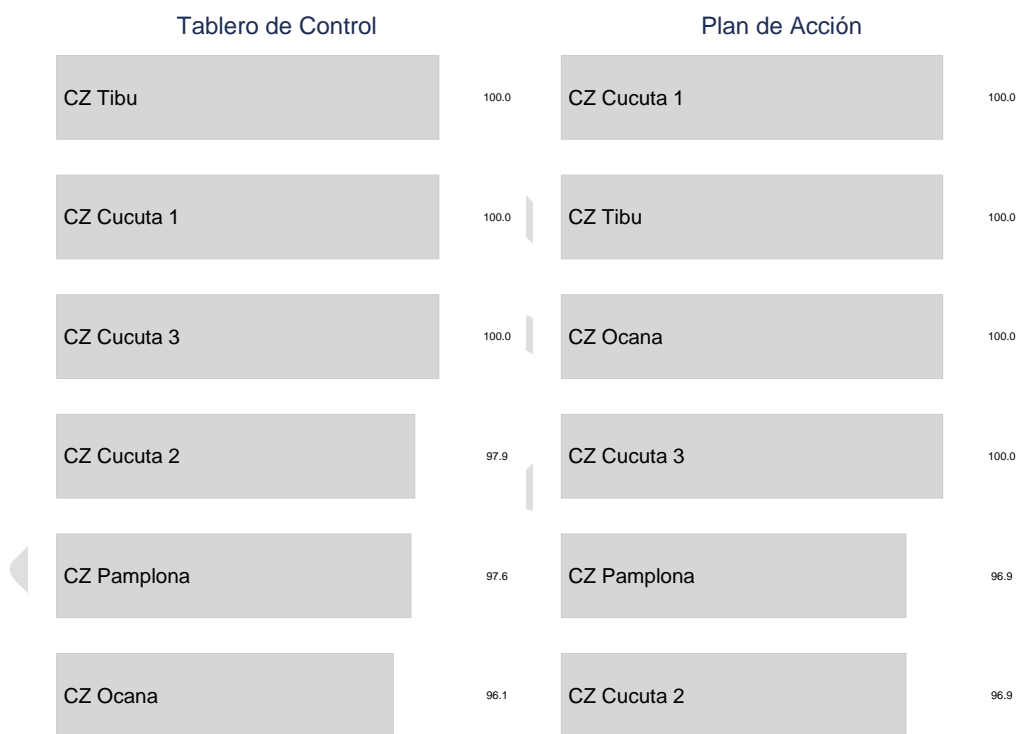 Tablero de Control
CZ Tibu 100.0
CZ Cucuta 1 100.0
CZ Cucuta 3 100.0
CZ Cucuta 2 97.9
CZ Pamplona 97.6
CZ Ocana 96.1
Plan de Acción
CZ Cucuta 1 100.0
CZ Tibu 100.0
CZ Ocana 100.0
CZ Cucuta 3 100.0
CZ Pamplona 96.9
CZ Cucuta 2 96.9